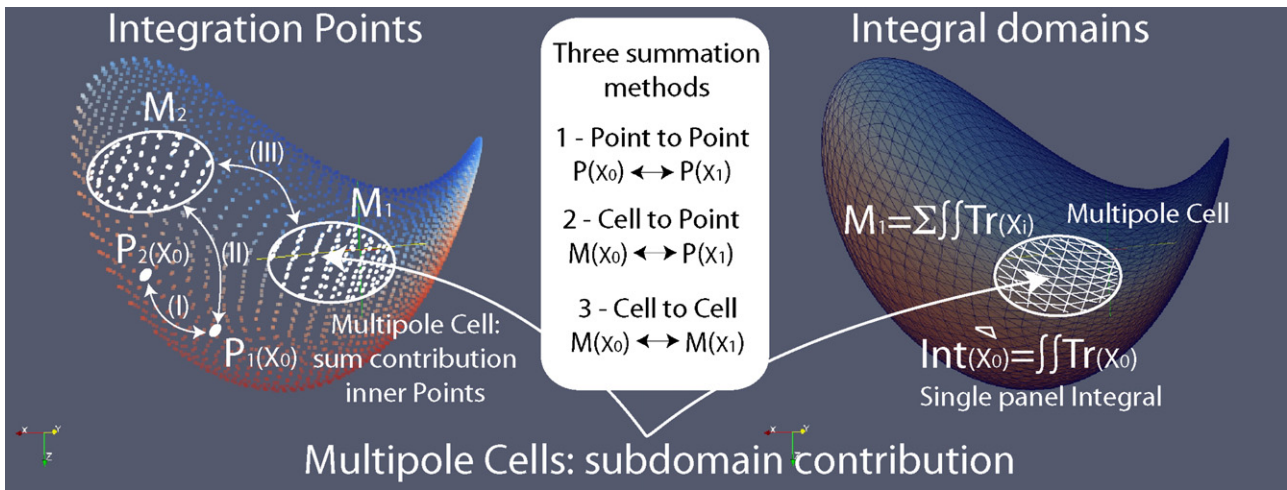 Integration Points
M₂
(III)
M₁
P₂(X₀)
(II)
(I)
P₁(X₀)
Multipole Cell:
sum contribution
inner Points
X
Y
Z
Three summation
methods
1 - Point to Point
P(X₀) ⟷ P(X₁)
2 - Cell to Point
M(X₀) ⟷ P(X₁)
3 - Cell to Cell
M(X₀) ⟷ M(X₁)
Integral domains
M₁=Σ∫∫Tr(Xᵢ)
Multipole Cell
Int(X₀)=∫∫Tr(X₀)
Single panel Integral
X
Y
Multipole Cells: subdomain contribution